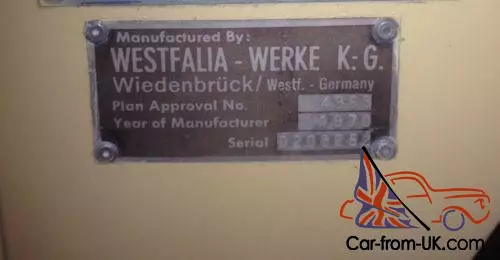 Manufactured By:
WESTFALIA - WERKE K.-G.
Wiedenbrück/Westf. - Germany
Plan Approval No.
Year of Manufacturer
Serial
Car-from-UK.com